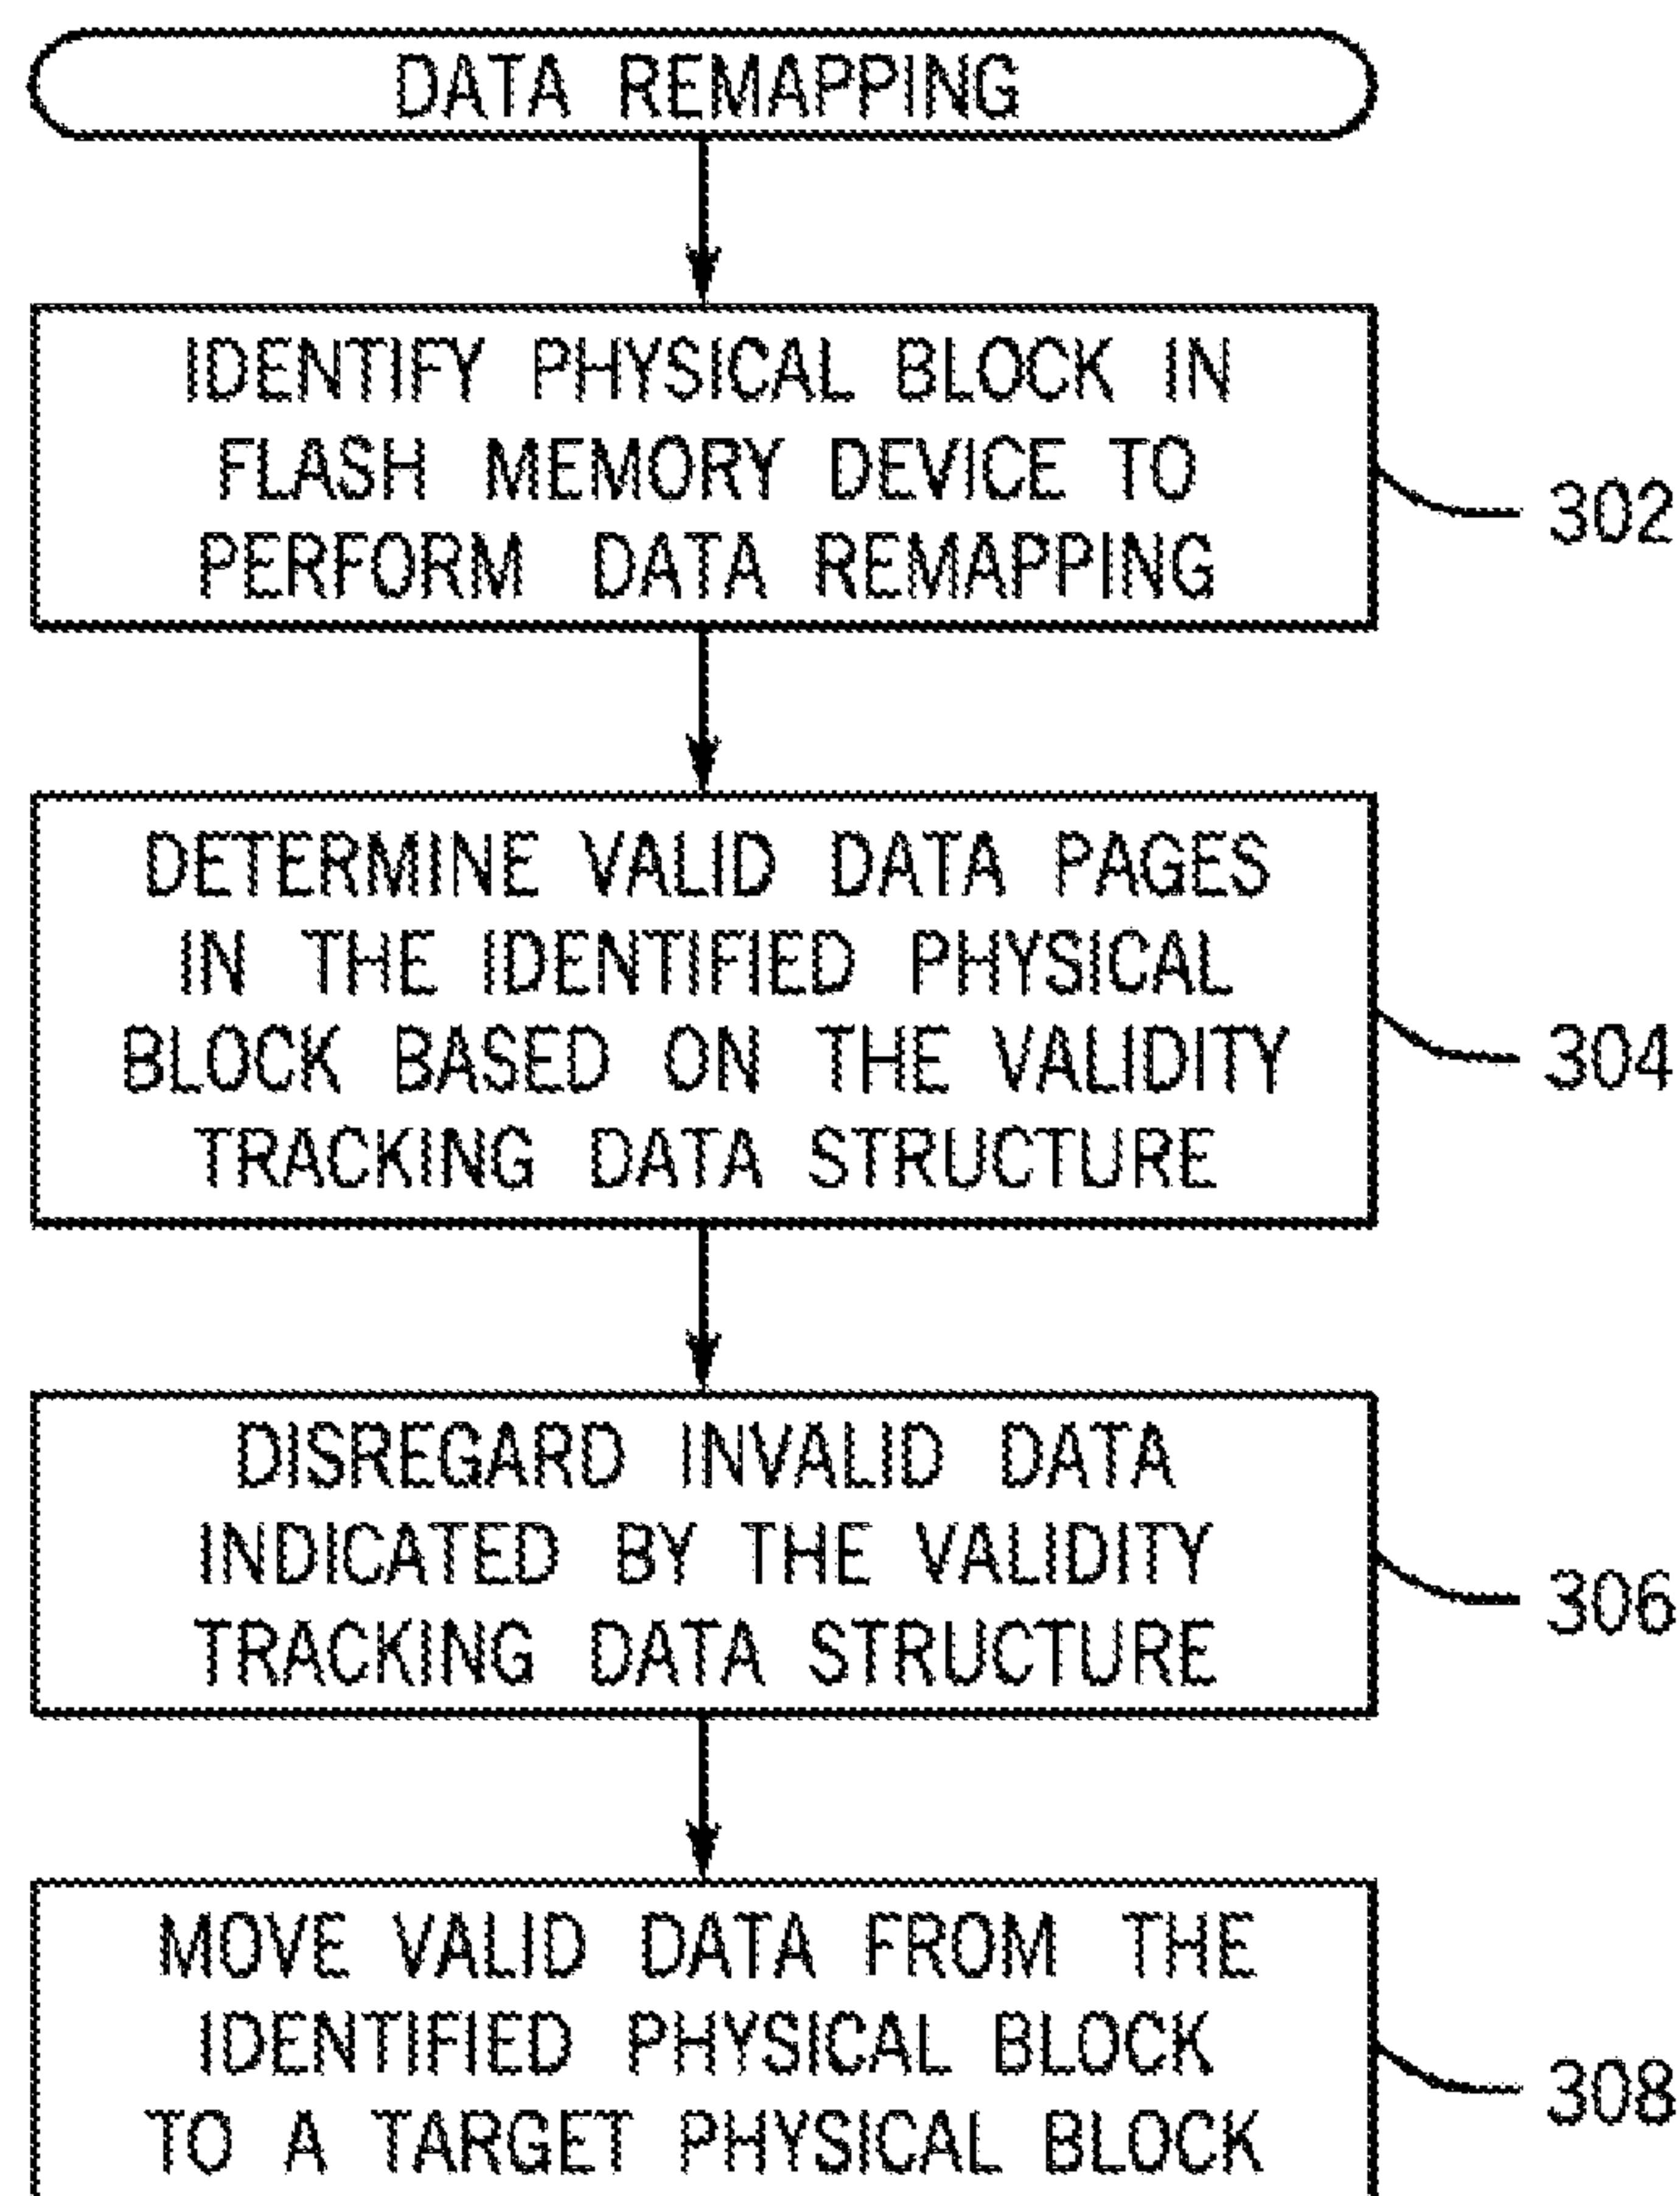 DATA REMAPPING
IDENTIFY PHYSICAL BLOCK IN
FLASH MEMORY DEVICE TO
PERFORM DATA REMAPPING
302
DETERMINE VALID DATA PAGES
IN THE IDENTIFIED PHYSICAL
BLOCK BASED ON THE VALIDITY
TRACKING DATA STRUCTURE
304
DISREGARD INVALID DATA
INDICATED BY THE VALIDITY
TRACKING DATA STRUCTURE
306
MOVE VALID DATA FROM THE
IDENTIFIED PHYSICAL BLOCK
TO A TARGET PHYSICAL BLOCK
308